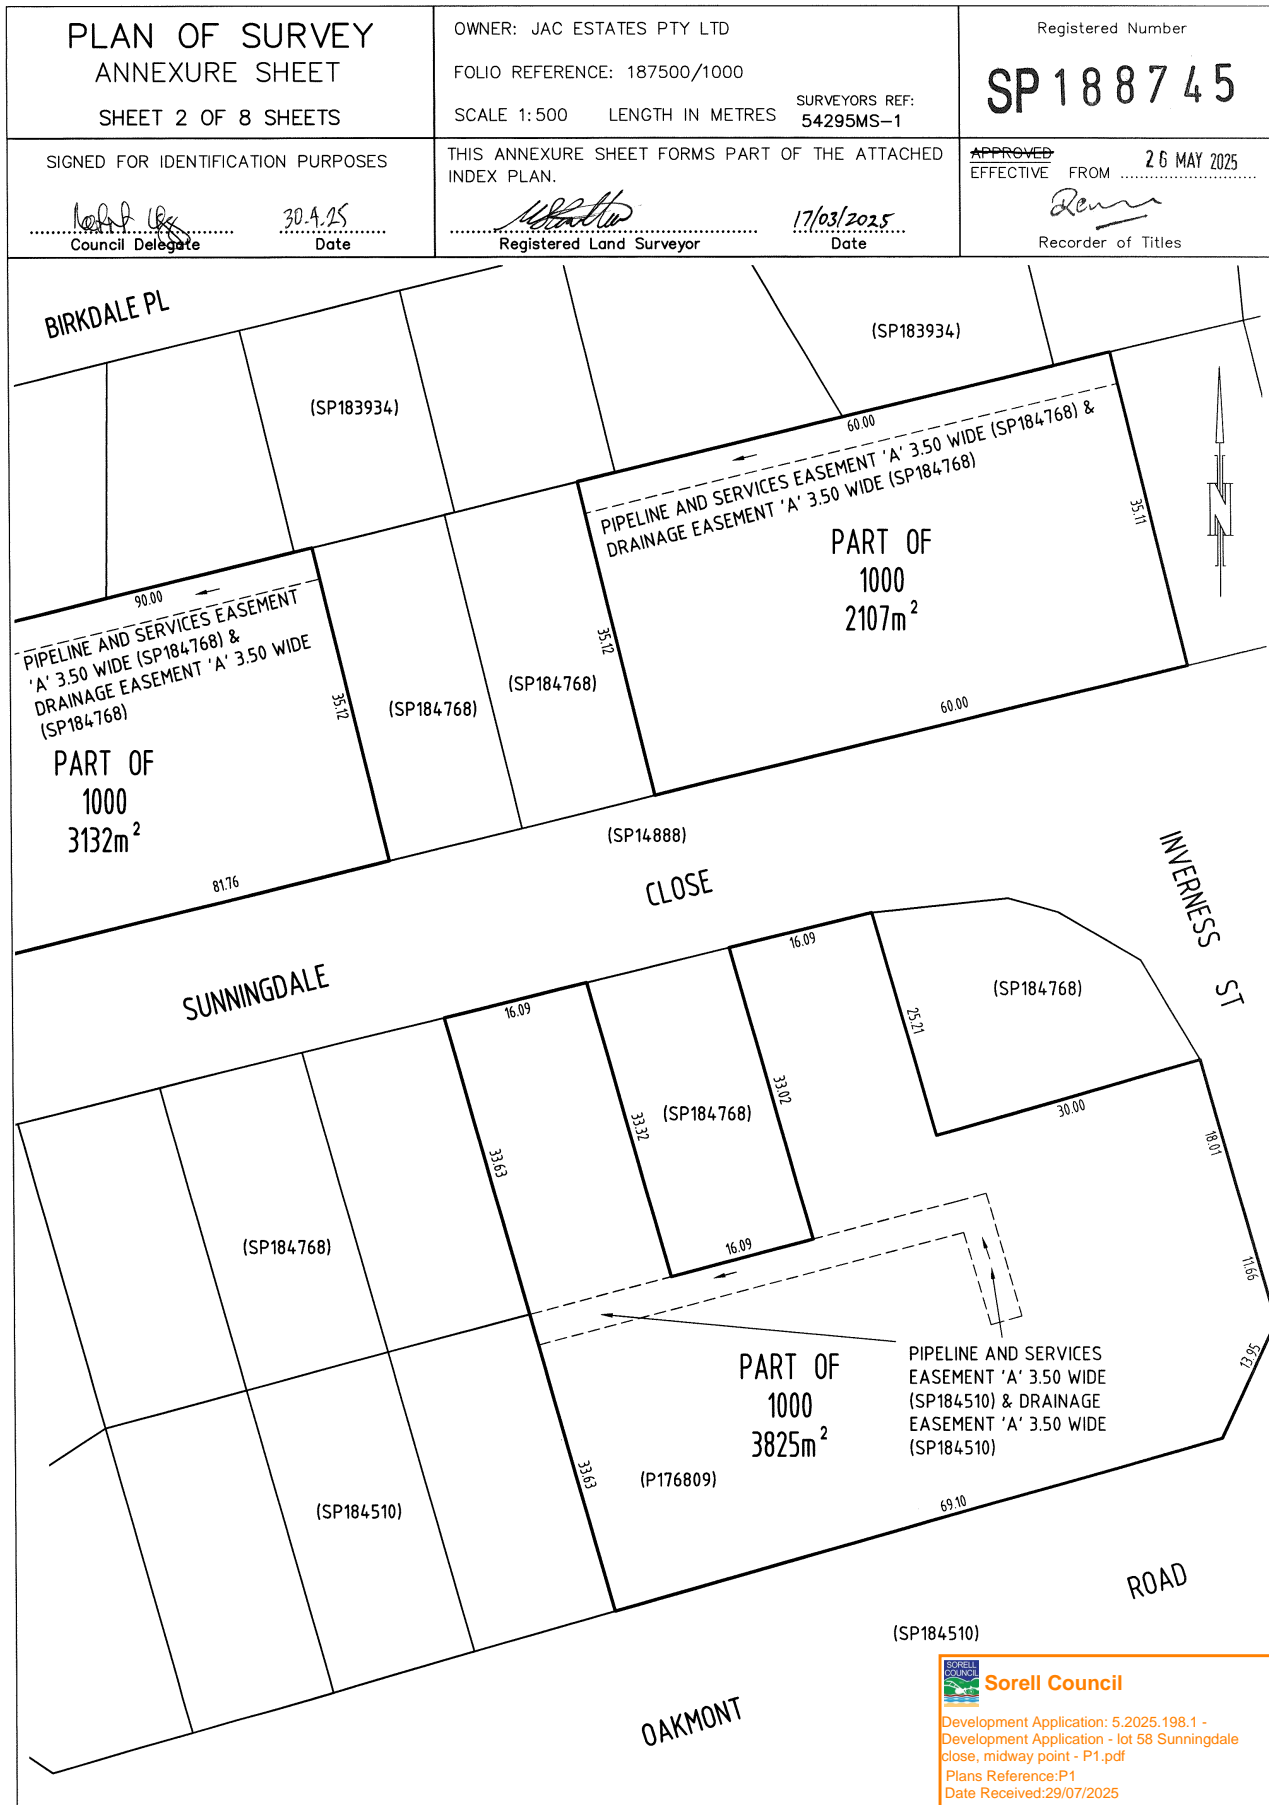 PLAN OF SURVEY
ANNEXURE SHEET
SHEET 2 OF 8 SHEETS
OWNER: JAC ESTATES PTY LTD
FOLIO REFERENCE: 187500/1000
SCALE 1:500 LENGTH IN METRES
SURVEYORS REF:
54295MS-1
Registered Number
SP188745
SIGNED FOR IDENTIFICATION PURPOSES
30.4.25
Council Delegate Date
THIS ANNEXURE SHEET FORMS PART OF THE ATTACHED
INDEX PLAN.
17/03/2025
Registered Land Surveyor Date
APPROVED
EFFECTIVE FROM 26 MAY 2025
Recorder of Titles
BIRKDALE PL
(SP183934)
(SP183934)
60.00
PIPELINE AND SERVICES EASEMENT 'A' 3.50 WIDE (SP184768) &
DRAINAGE EASEMENT 'A' 3.50 WIDE (SP184768)
35.11
N
PART OF
1000
2107m²
35.12
60.00
90.00
PIPELINE AND SERVICES EASEMENT
'A' 3.50 WIDE (SP184768) &
DRAINAGE EASEMENT 'A' 3.50 WIDE
(SP184768)
35.12
(SP184768)
(SP184768)
PART OF
1000
3132m²
81.76
(SP14888)
SUNNINGDALE
CLOSE
INVERNESS
ST
16.09
16.09
(SP184768)
25.21
30.00
33.02
(SP184768)
33.32
33.63
18.01
(SP184768)
16.09
11.66
13.95
PART OF
1000
3825m²
PIPELINE AND SERVICES
EASEMENT 'A' 3.50 WIDE
(SP184510) & DRAINAGE
EASEMENT 'A' 3.50 WIDE
(SP184510)
33.63
(P176809)
69.10
(SP184510)
ROAD
(SP184510)
OAKMONT
SORELL
COUNCIL
Sorell Council
Development Application: 5.2025.198.1 -
Development Application - lot 58 Sunningdale
close, midway point - P1.pdf
Plans Reference:P1
Date Received:29/07/2025